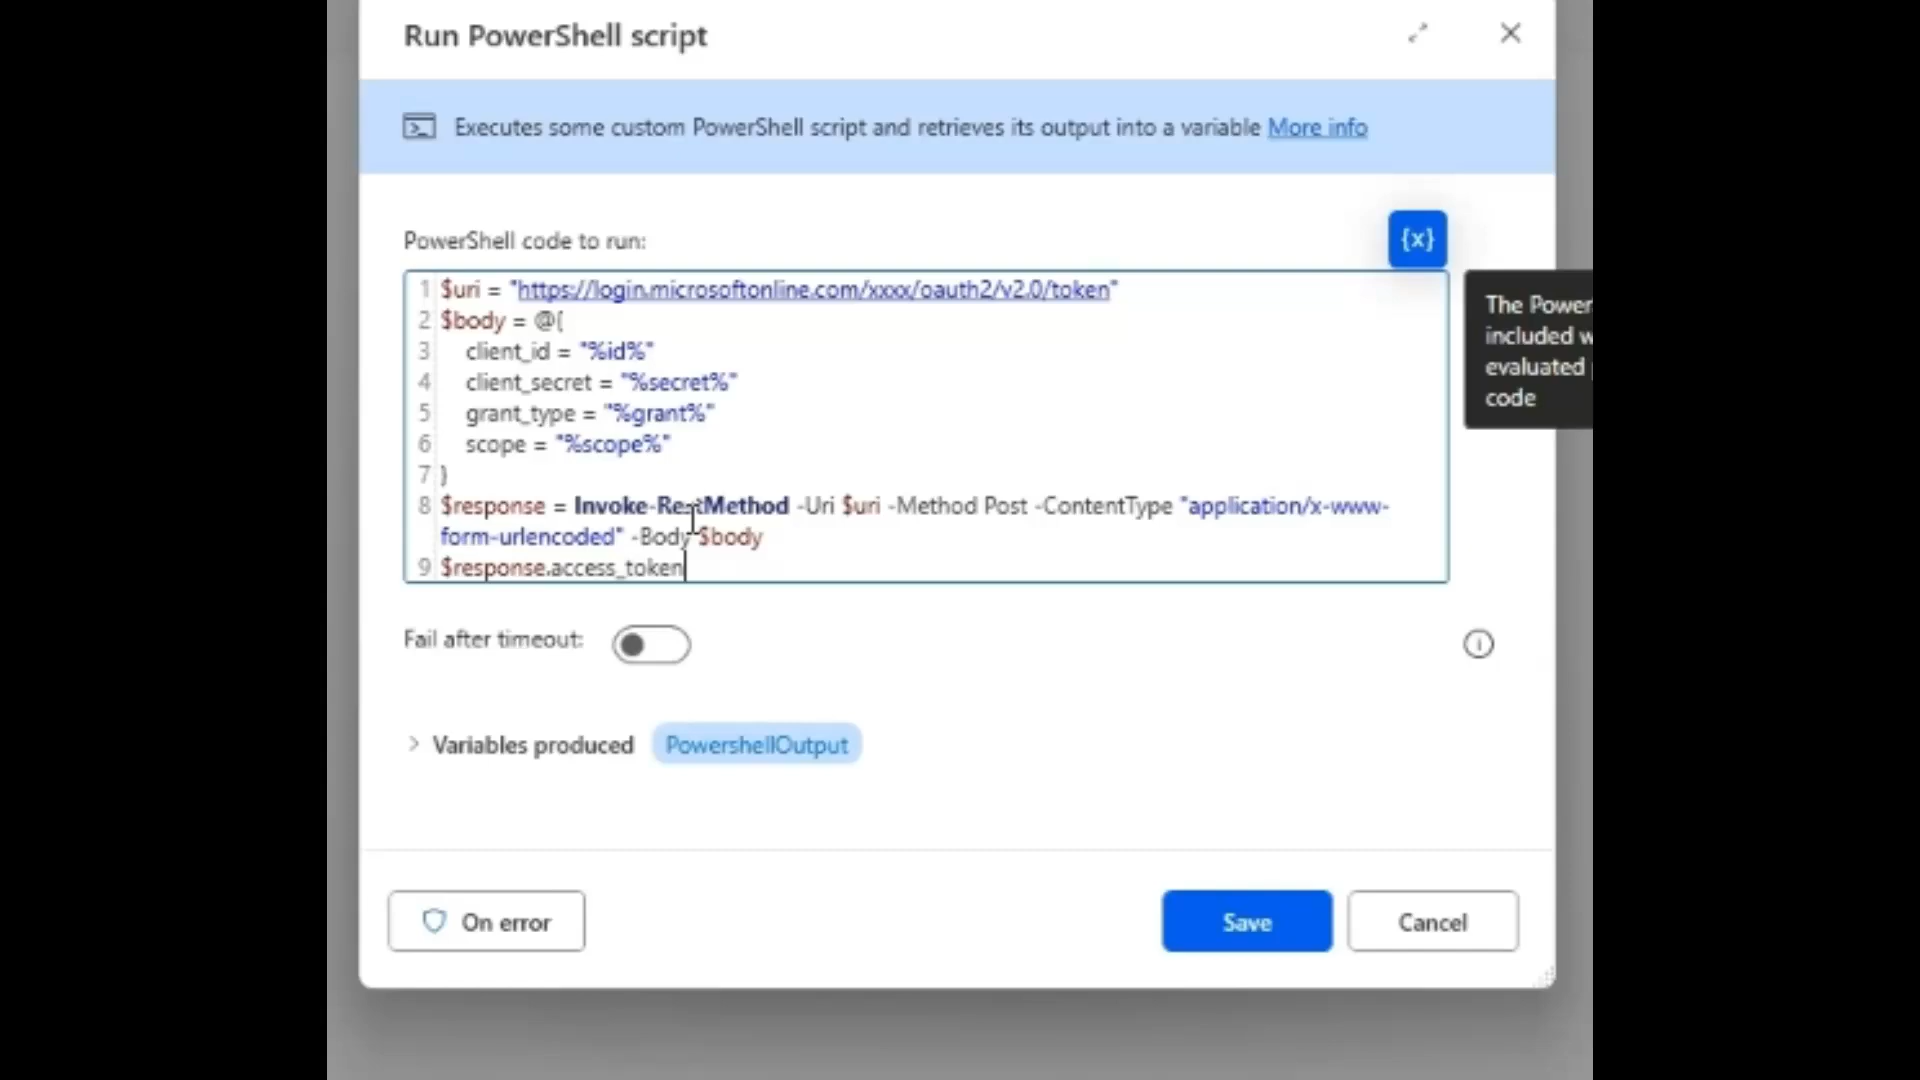 Run PowerShell script
Executes some custom PowerShell script and retrieves its output into a variable More info
PowerShell code to run:
{x}
1 $uri = "https://login.microsoftonline.com/xxxx/oauth2/v2.0/token"
2 $body = @{
3 client_id = "%id%"
4 client_secret = "%secret%"
5 grant_type = "%grant%"
6 scope = "%scope%"
7 }
8 $response = Invoke-RestMethod -Uri $uri -Method Post -ContentType "application/x-www-
form-urlencoded" -Body $body
9 $response.access_token
The Power
included w
evaluated
code
Fail after timeout:
Variables produced PowershellOutput
On error
Save
Cancel